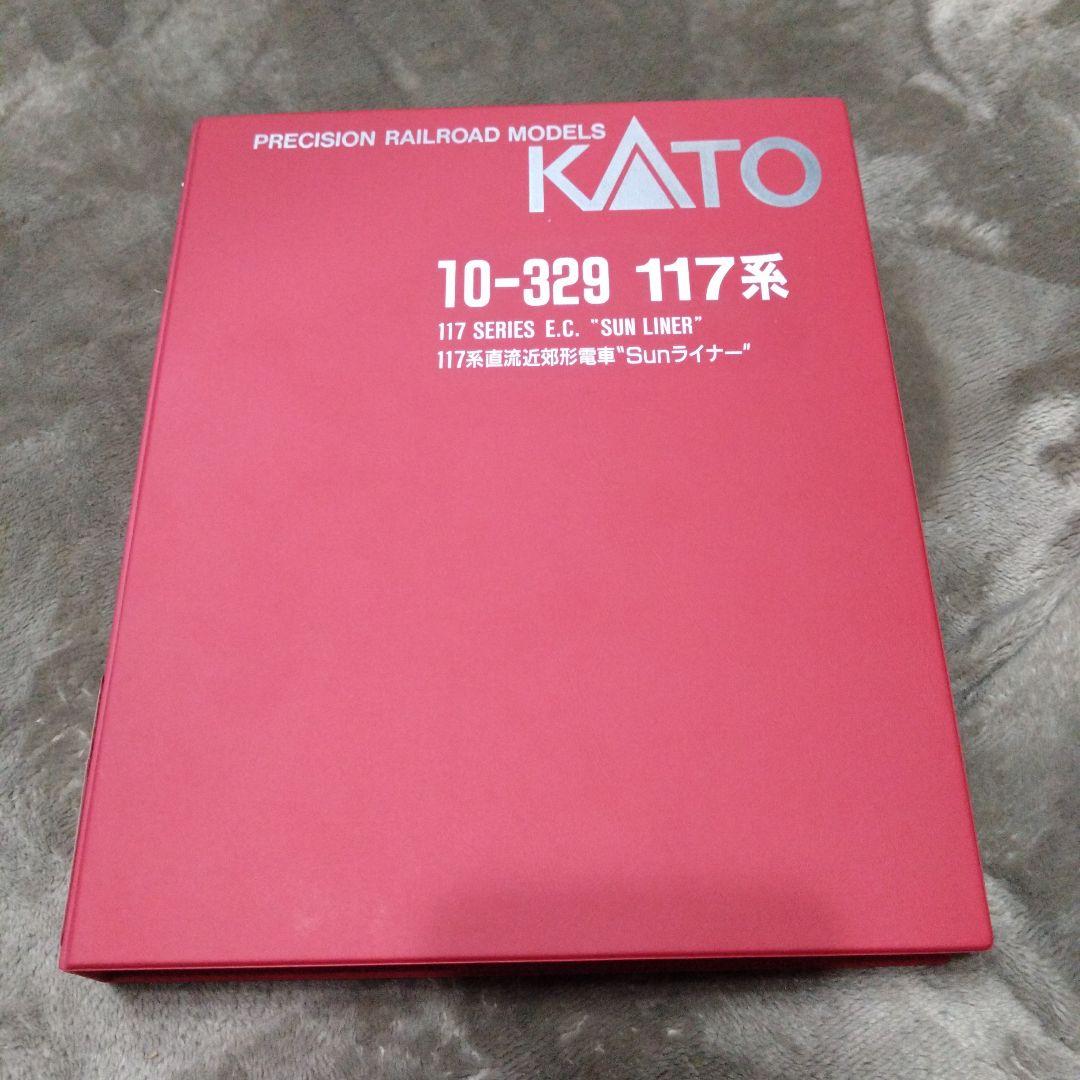 PRECISION RAILROAD MODELS
KATO
10-329 117系
117 SERIES E.C. "SUN LINER"
117系直流近郊形電車"Sunライナー"